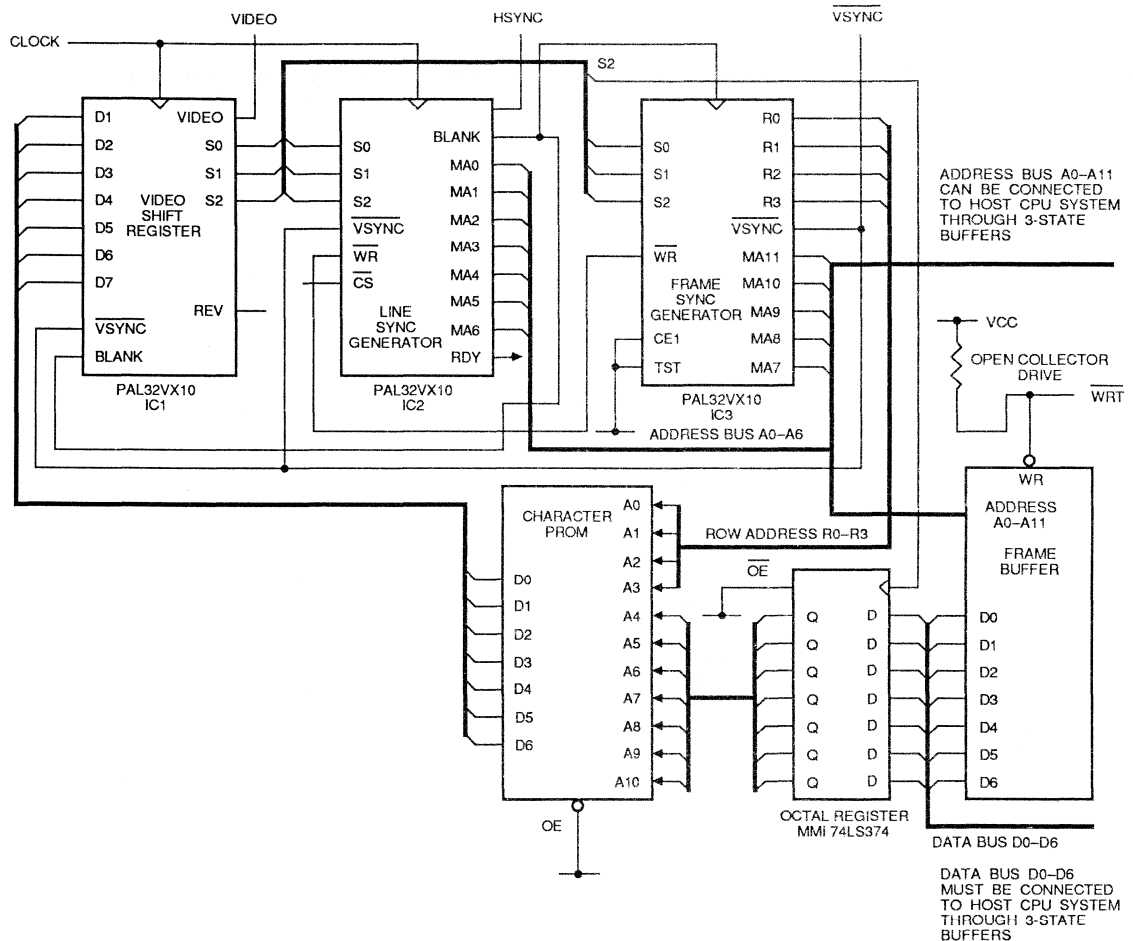 VIDEO
HSYNC
VSYNC
CLOCK
S2
D1
D2
D3
D4
D5
D6
D7
VSYNC
BLANK
VIDEO
S0
S1
S2
REV
VIDEO
SHIFT
REGISTER
PAL32VX10
IC1
S0
S1
S2
VSYNC
WR
CS
BLANK
MA0
MA1
MA2
MA3
MA4
MA5
MA6
RDY
LINE
SYNC
GENERATOR
PAL32VX10
IC2
S0
S1
S2
WR
CE1
TST
R0
R1
R2
R3
VSYNC
MA11
MA10
MA9
MA8
MA7
FRAME
SYNC
GENERATOR
PAL32VX10
IC3
ADDRESS BUS A0–A11
CAN BE CONNECTED
TO HOST CPU SYSTEM
THROUGH 3-STATE
BUFFERS
VCC
OPEN COLLECTOR
DRIVE
WRT
ADDRESS BUS A0–A6
CHARACTER
PROM
D0
D1
D2
D3
D4
D5
D6
A0
A1
A2
A3
A4
A5
A6
A7
A8
A9
A10
OE
ROW ADDRESS R0–R3
OE
Q D
Q D
Q D
Q D
Q D
Q D
Q D
OCTAL REGISTER
MMI 74LS374
WR
ADDRESS
A0–A11
FRAME
BUFFER
D0
D1
D2
D3
D4
D5
D6
DATA BUS D0–D6
DATA BUS D0–D6
MUST BE CONNECTED
TO HOST CPU SYSTEM
THROUGH 3-STATE
BUFFERS